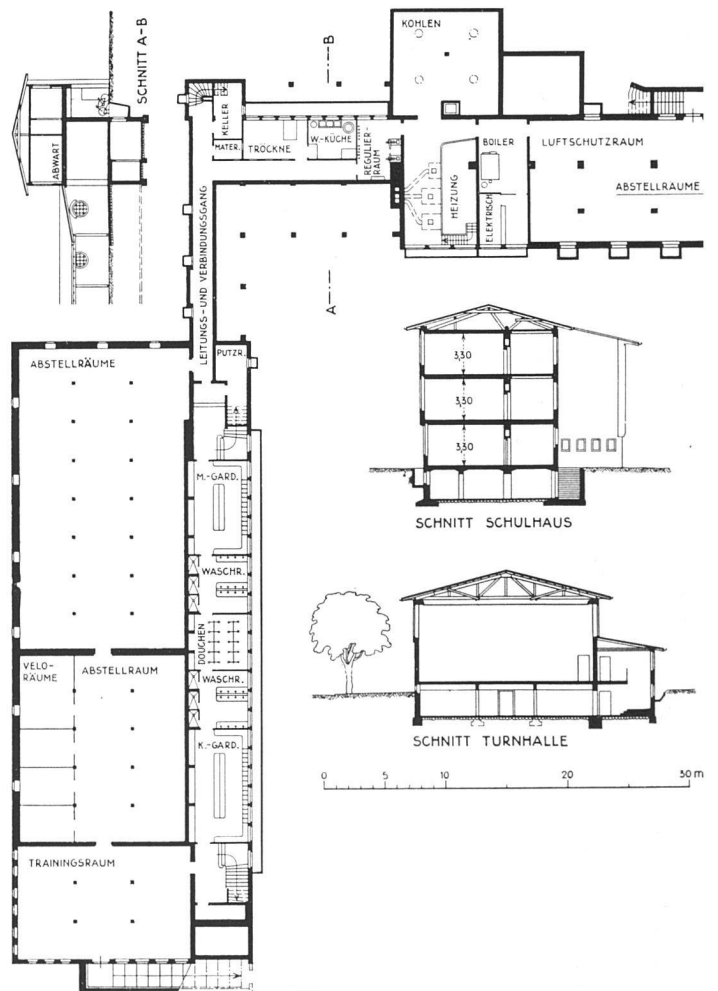 SCHNITT A-B
ABWART
B
KOHLEN
KELLER
MATER.
TRÖCKNE
W-KÜCHE
REGULIER-
RAUM
HEIZUNG
BOILER
ELEKTRISCH
LUFTSCHUTZRAUM
ABSTELLRÄUME
A
LEITUNGS- UND VERBINDUNGSGANG
PUTZR.
ABSTELLRÄUME
M.-GARD.
WASCHR.
DOUCHEN
WASCHR.
K.-GARD.
VELO-
RÄUME
ABSTELLRAUM
TRAININGSRAUM
3,30
3,30
3,30
SCHNITT SCHULHAUS
SCHNITT TURNHALLE
0 5 10 20 50 m